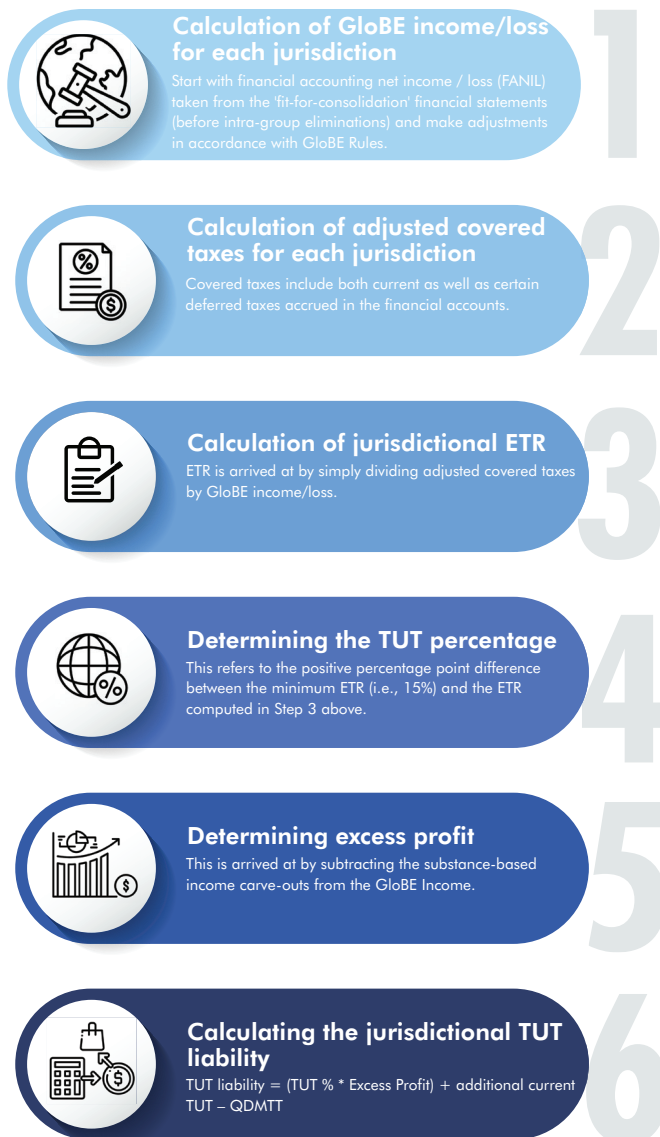 Calculation of GloBE income/loss
for each jurisdiction
Start with financial accounting net income / loss (FANIL)
taken from the 'fit-for-consolidation' financial statements
(before intra-group eliminations) and make adjustments
in accordance with GloBE Rules.
1
Calculation of adjusted covered
taxes for each jurisdiction
Covered taxes include both current as well as certain
deferred taxes accrued in the financial accounts.
2
Calculation of jurisdictional ETR
ETR is arrived at by simply dividing adjusted covered taxes
by GloBE income/loss.
3
Determining the TUT percentage
This refers to the positive percentage point difference
between the minimum ETR (i.e., 15%) and the ETR
computed in Step 3 above.
4
Determining excess profit
This is arrived at by subtracting the substance-based
income carve-outs from the GloBE Income.
5
Calculating the jurisdictional TUT
liability
TUT liability = (TUT % * Excess Profit) + additional current
TUT – QDMTT
6